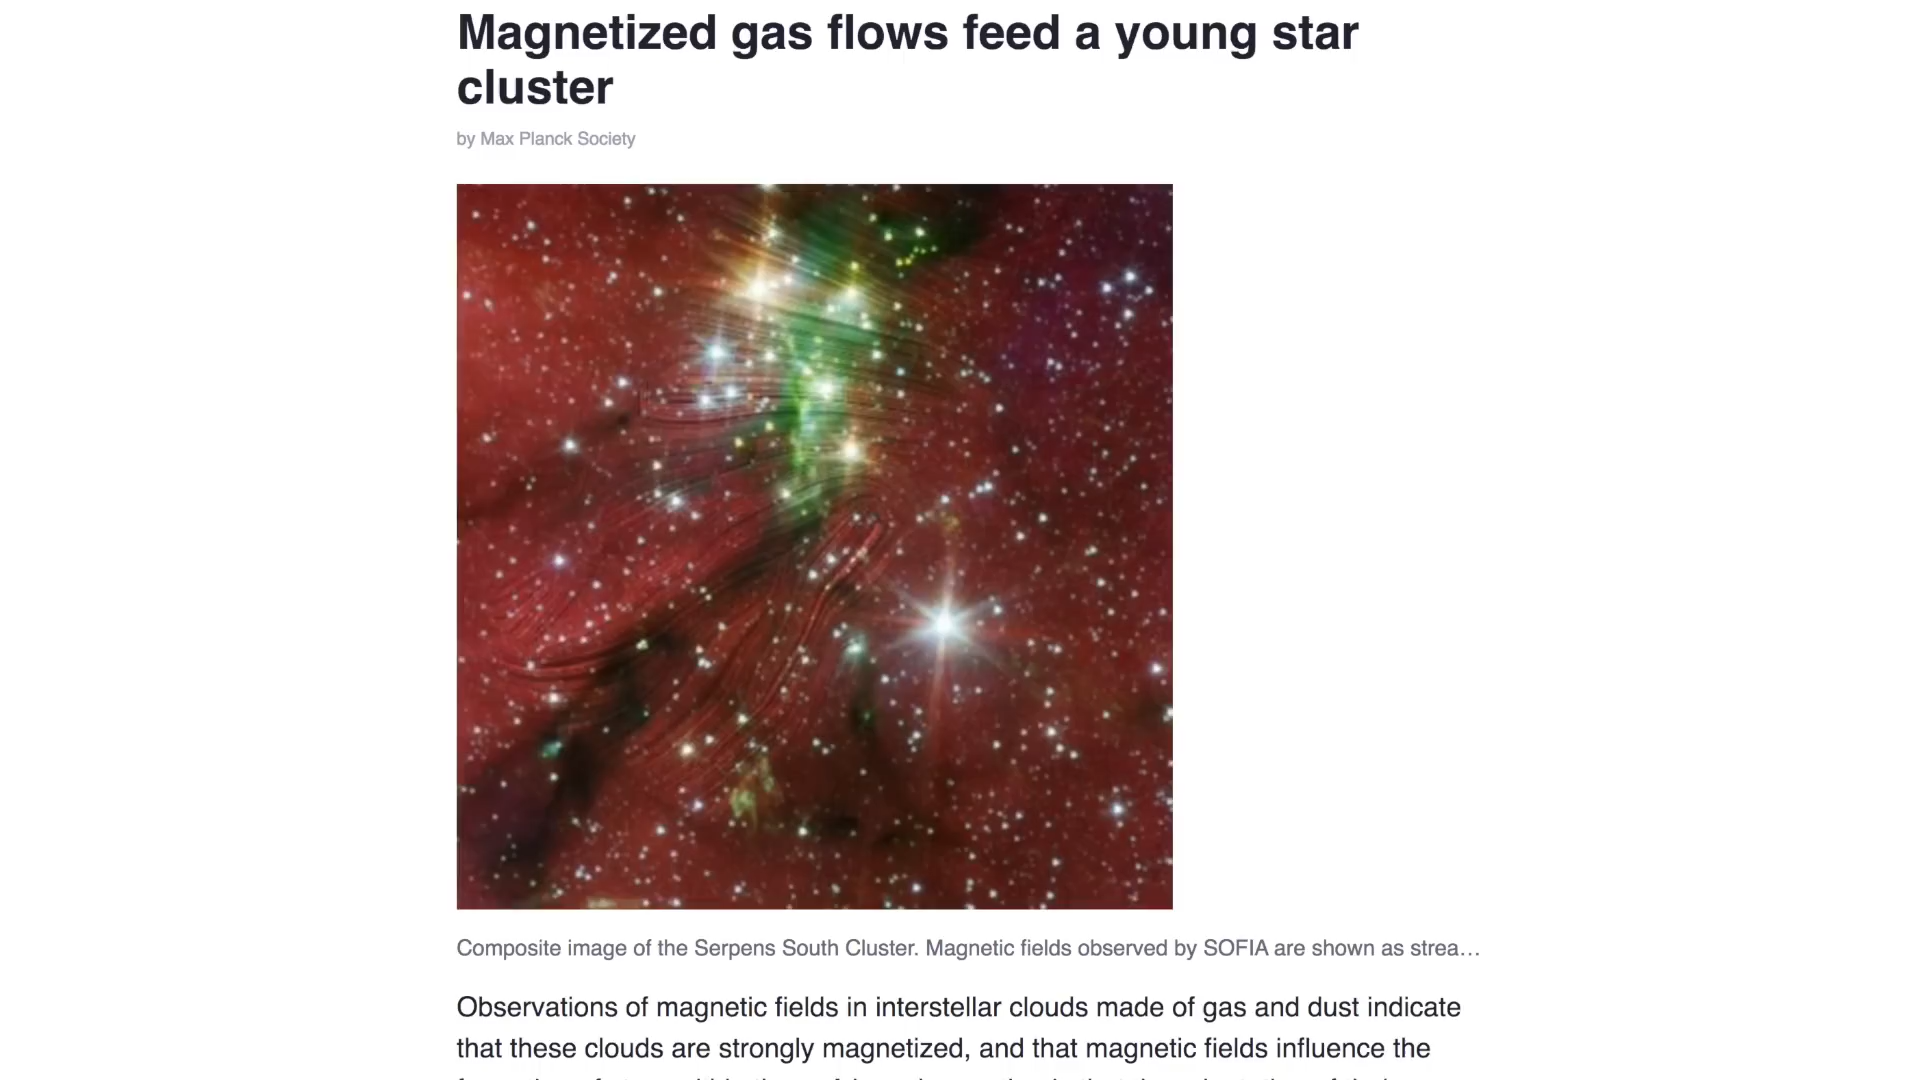 Magnetized gas flows feed a young star
cluster
by Max Planck Society
Composite image of the Serpens South Cluster. Magnetic fields observed by SOFIA are shown as strea…
Observations of magnetic fields in interstellar clouds made of gas and dust indicate
that these clouds are strongly magnetized, and that magnetic fields influence the